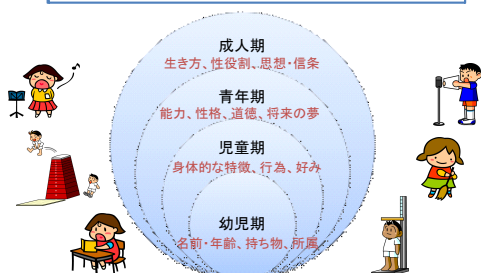 成人期
生き方、性役割、思想・信条
青年期
能力、性格、道徳、将来の夢
児童期
身体的な特徴、行為、好み
幼児期
名前・年齢、持ち物、所属